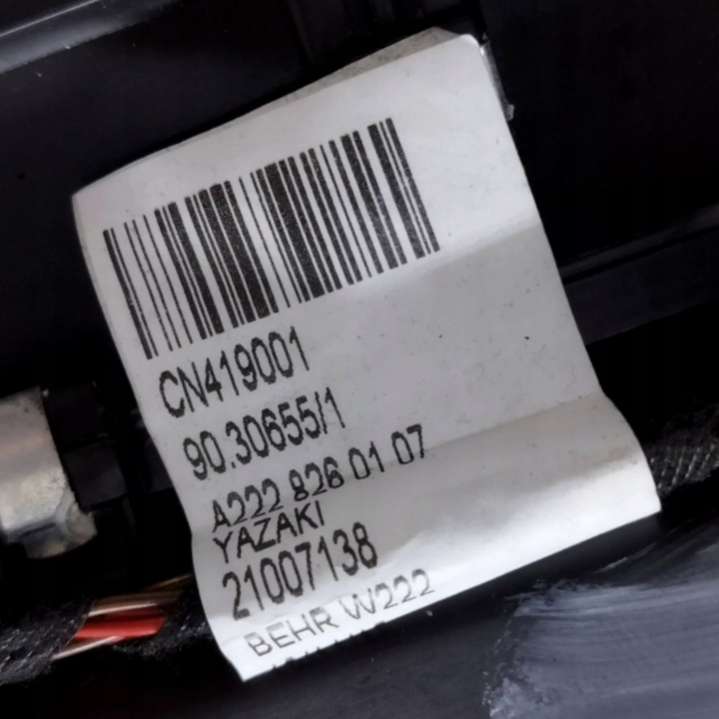 CN419001
90.30655/1
A222 826 01 07
YAZAKI
21007138
BEHR W222